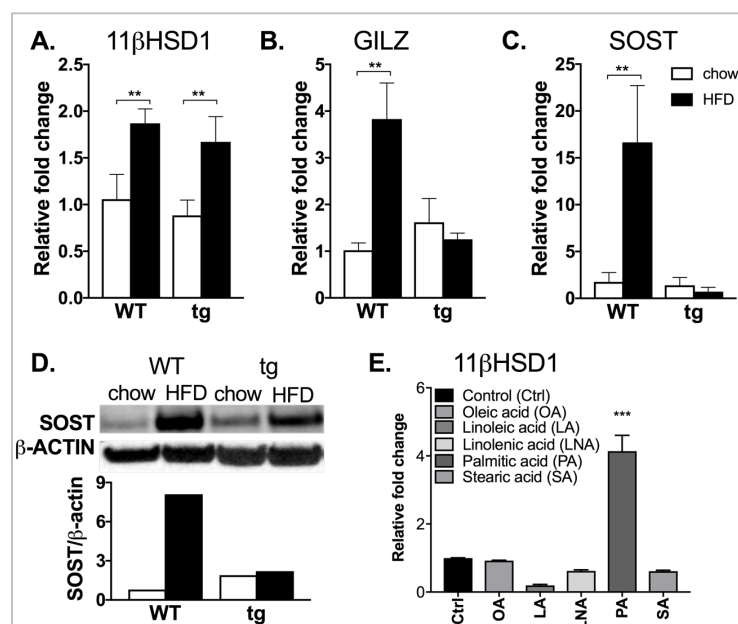 A. 11βHSD1
Relative fold change
2.5
2.0
1.5
1.0
0.5
0.0
**
**
WT tg
B. GILZ
Relative fold change
5
4
3
2
1
0
**
WT tg
C. SOST
Relative fold change
25
20
15
10
5
0
**
chow
HFD
WT tg
D. WT tg
chow HFD chow HFD
SOST
β-ACTIN
SOST/β-actin
9
6
3
0
WT tg
E. 11βHSD1
Relative fold change
6
4
2
0
Control (Ctrl)
Oleic acid (OA)
Linoleic acid (LA)
Linolenic acid (LNA)
Palmitic acid (PA)
Stearic acid (SA)
***
Ctrl OA LA LNA PA SA